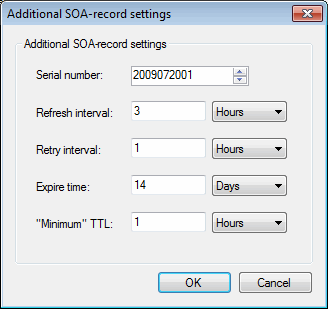 Additional SOA-record settings
Additional SOA-record settings
Serial number: 2009072001
Refresh interval: 3 Hours
Retry interval: 1 Hours
Expire time: 14 Days
"Minimum" TTL: 1 Hours
OK Cancel